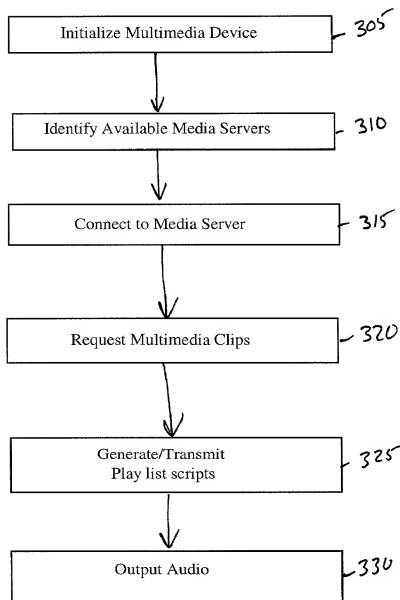 Initialize Multimedia Device 305
Identify Available Media Servers 310
Connect to Media Server 315
Request Multimedia Clips 320
Generate/Transmit
Play list scripts 325
Output Audio 330